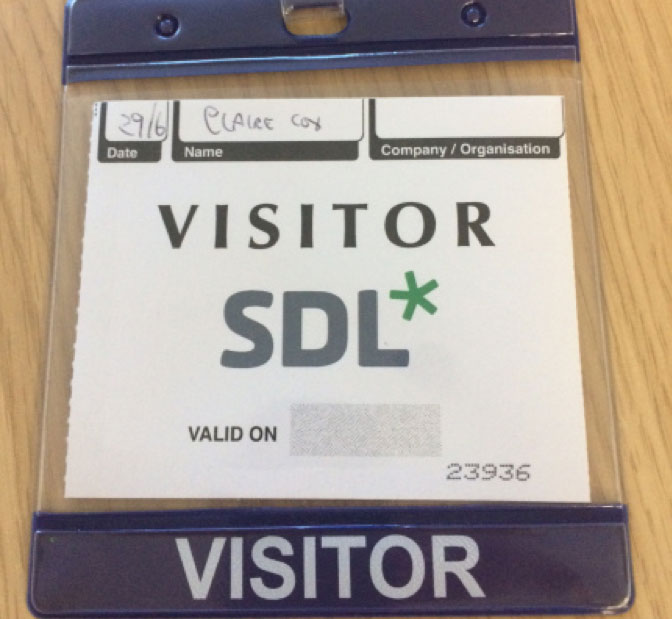 29/6 CLAIRE COX
Date Name Company / Organisation
VISITOR
SDL*
VALID ON
23936
VISITOR